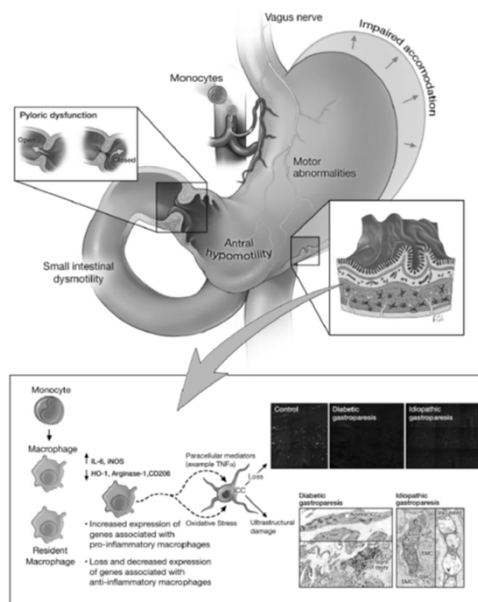 Vagus nerve
Impaired accomodation
Monocytes
Pyloric dysfunction
Open
Closed
Motor
abnormalities
Antral
hypomotility
Small intestinal
dysmotility
Monocyte
Macrophage
↑ IL-6, iNOS
↓ HO-1, Arginase-1,CD206
Resident
Macrophage
• Increased expression of
genes associated with
pro-inflammatory macrophages
• Loss and decreased expression
of genes associated with
anti-inflammatory macrophages
Paracellular mediators
(example TNFα)
ICC
Oxidative Stress
Loss
Ultrastructural
damage
Control
Diabetic
gastroparesis
Idiopathic
gastroparesis
Diabetic
gastroparesis
Idiopathic
gastroparesis
SMC
SMC